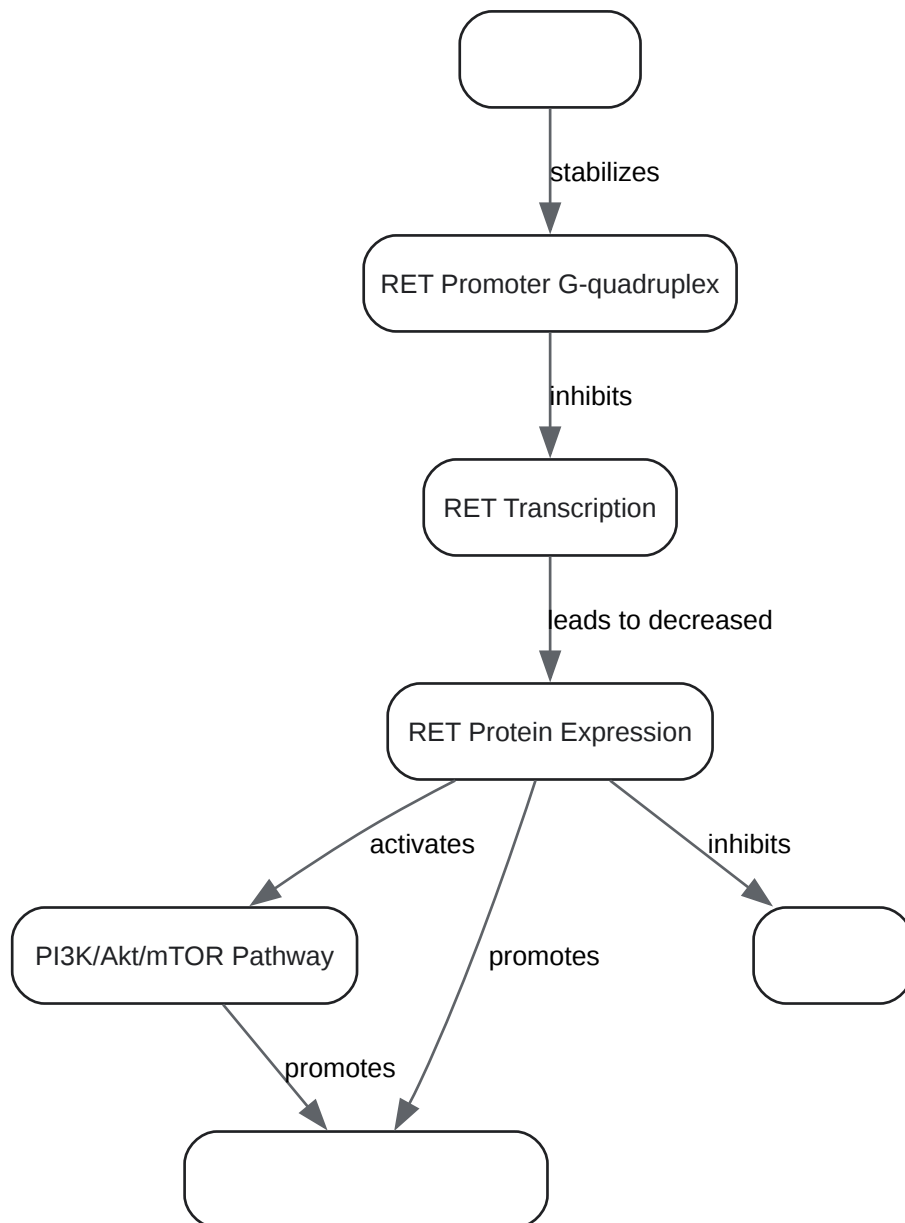 stabilizes
RET Promoter G-quadruplex
inhibits
RET Transcription
leads to decreased
RET Protein Expression
activates
inhibits
PI3K/Akt/mTOR Pathway
promotes
promotes